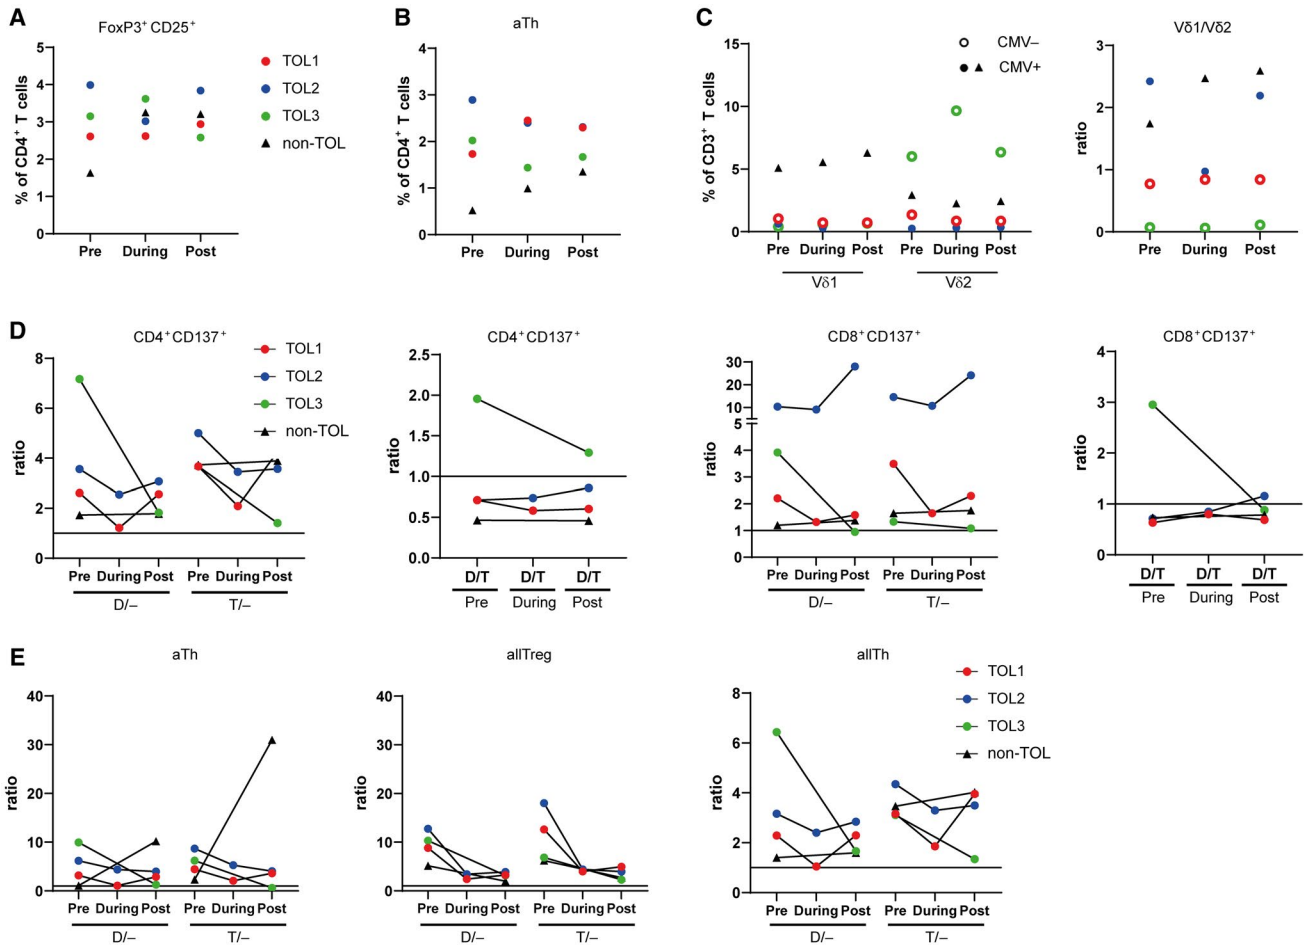 A
FoxP3⁺ CD25⁺
% of CD4⁺ T cells
5
4
3
2
1
0
Pre During Post
TOL1
TOL2
TOL3
non-TOL
B
aTh
% of CD4⁺ T cells
4
3
2
1
0
Pre During Post
C
% of CD3⁺ T cells
15
10
5
0
CMV–
CMV+
Pre During Post Pre During Post
Vδ1 Vδ2
Vδ1/Vδ2
ratio
3
2
1
0
Pre During Post
D
CD4⁺CD137⁺
ratio
8
6
4
2
0
Pre During Post Pre During Post
D/– T/–
TOL1
TOL2
TOL3
non-TOL
CD4⁺CD137⁺
ratio
2.5
2.0
1.5
1.0
0.5
0.0
D/T D/T D/T
Pre During Post
CD8⁺CD137⁺
ratio
30
20
10
5
4
3
2
1
0
Pre During Post Pre During Post
D/– T/–
CD8⁺CD137⁺
ratio
4
3
2
1
0
D/T D/T D/T
Pre During Post
E
aTh
ratio
40
30
20
10
0
Pre During Post Pre During Post
D/– T/–
allTreg
ratio
40
30
20
10
0
Pre During Post Pre During Post
D/– T/–
allTh
ratio
8
6
4
2
0
Pre During Post Pre During Post
D/– T/–
TOL1
TOL2
TOL3
non-TOL